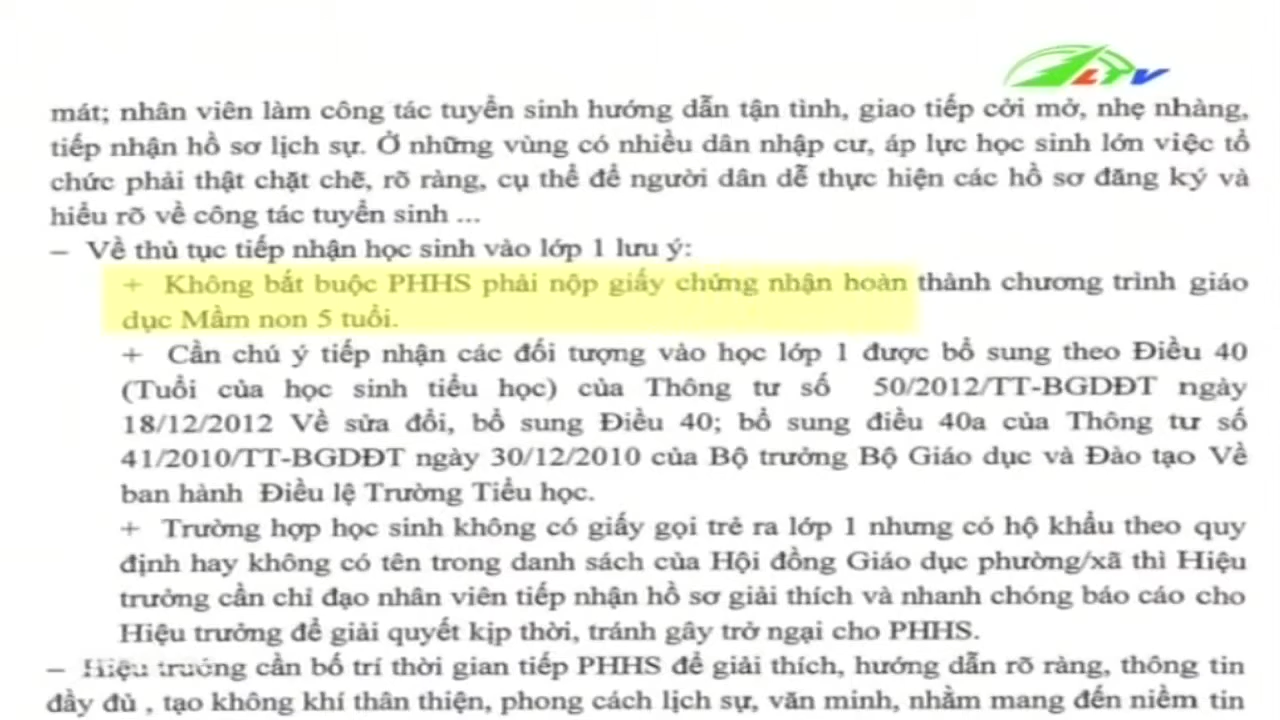 LTV
mát; nhân viên làm công tác tuyển sinh hướng dẫn tận tình, giao tiếp cởi mở, nhẹ nhàng,
tiếp nhận hồ sơ lịch sự. Ở những vùng có nhiều dân nhập cư, áp lực học sinh lớn việc tổ
chức phải thật chặt chẽ, rõ ràng, cụ thể để người dân dễ thực hiện các hồ sơ đăng ký và
hiểu rõ về công tác tuyển sinh ...
– Về thủ tục tiếp nhận học sinh vào lớp 1 lưu ý:
+ Không bắt buộc PHHS phải nộp giấy chứng nhận hoàn thành chương trình giáo
dục Mầm non 5 tuổi.
+ Cần chú ý tiếp nhận các đối tượng vào học lớp 1 được bổ sung theo Điều 40
(Tuổi của học sinh tiểu học) của Thông tư số 50/2012/TT-BGDĐT ngày
18/12/2012 Về sửa đổi, bổ sung Điều 40; bổ sung điều 40a của Thông tư số
41/2010/TT-BGDĐT ngày 30/12/2010 của Bộ trưởng Bộ Giáo dục và Đào tạo Về
ban hành Điều lệ Trường Tiểu học.
+ Trường hợp học sinh không có giấy gọi trẻ ra lớp 1 nhưng có hộ khẩu theo quy
định hay không có tên trong danh sách của Hội đồng Giáo dục phường/xã thì Hiệu
trưởng cần chỉ đạo nhân viên tiếp nhận hồ sơ giải thích và nhanh chóng báo cáo cho
Hiệu trưởng để giải quyết kịp thời, tránh gây trở ngại cho PHHS.
– Hiệu trưởng cần bố trí thời gian tiếp PHHS để giải thích, hướng dẫn rõ ràng, thông tin
đầy đủ , tạo không khí thân thiện, phong cách lịch sự, văn minh, nhằm mang đến niềm tin